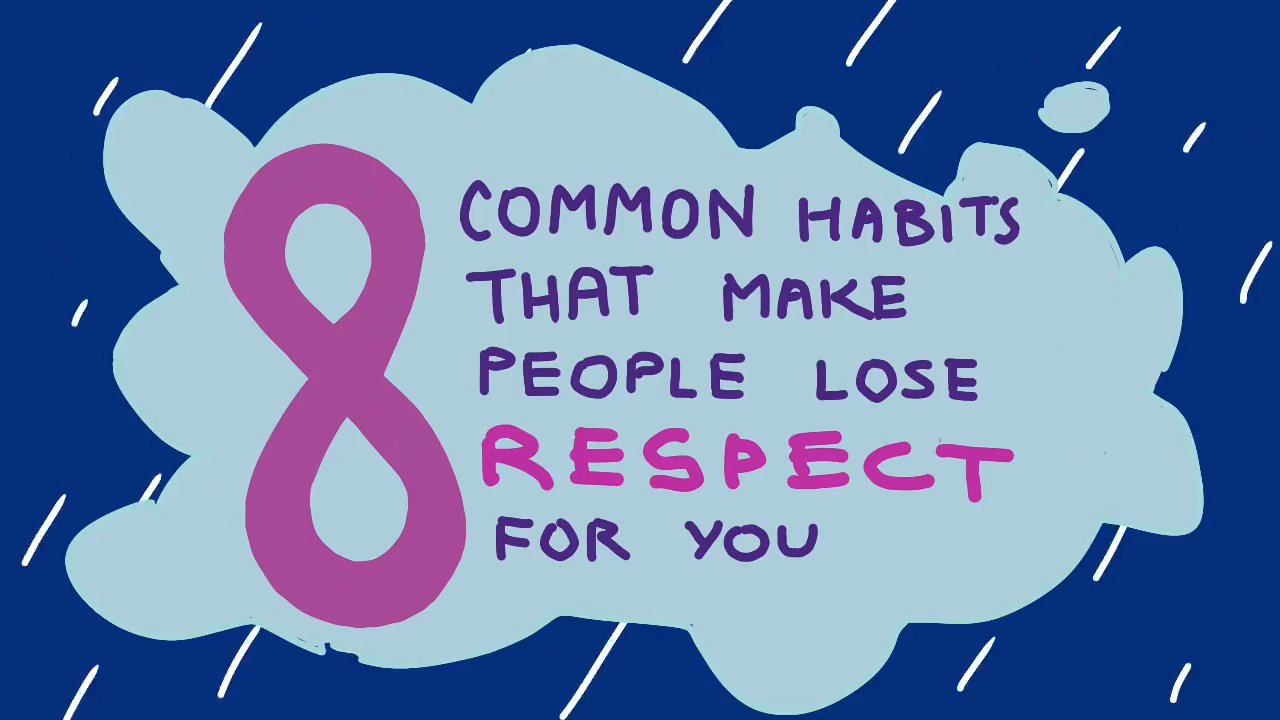 8
COMMON HABITS
THAT MAKE
PEOPLE LOSE
RESPECT
FOR YOU